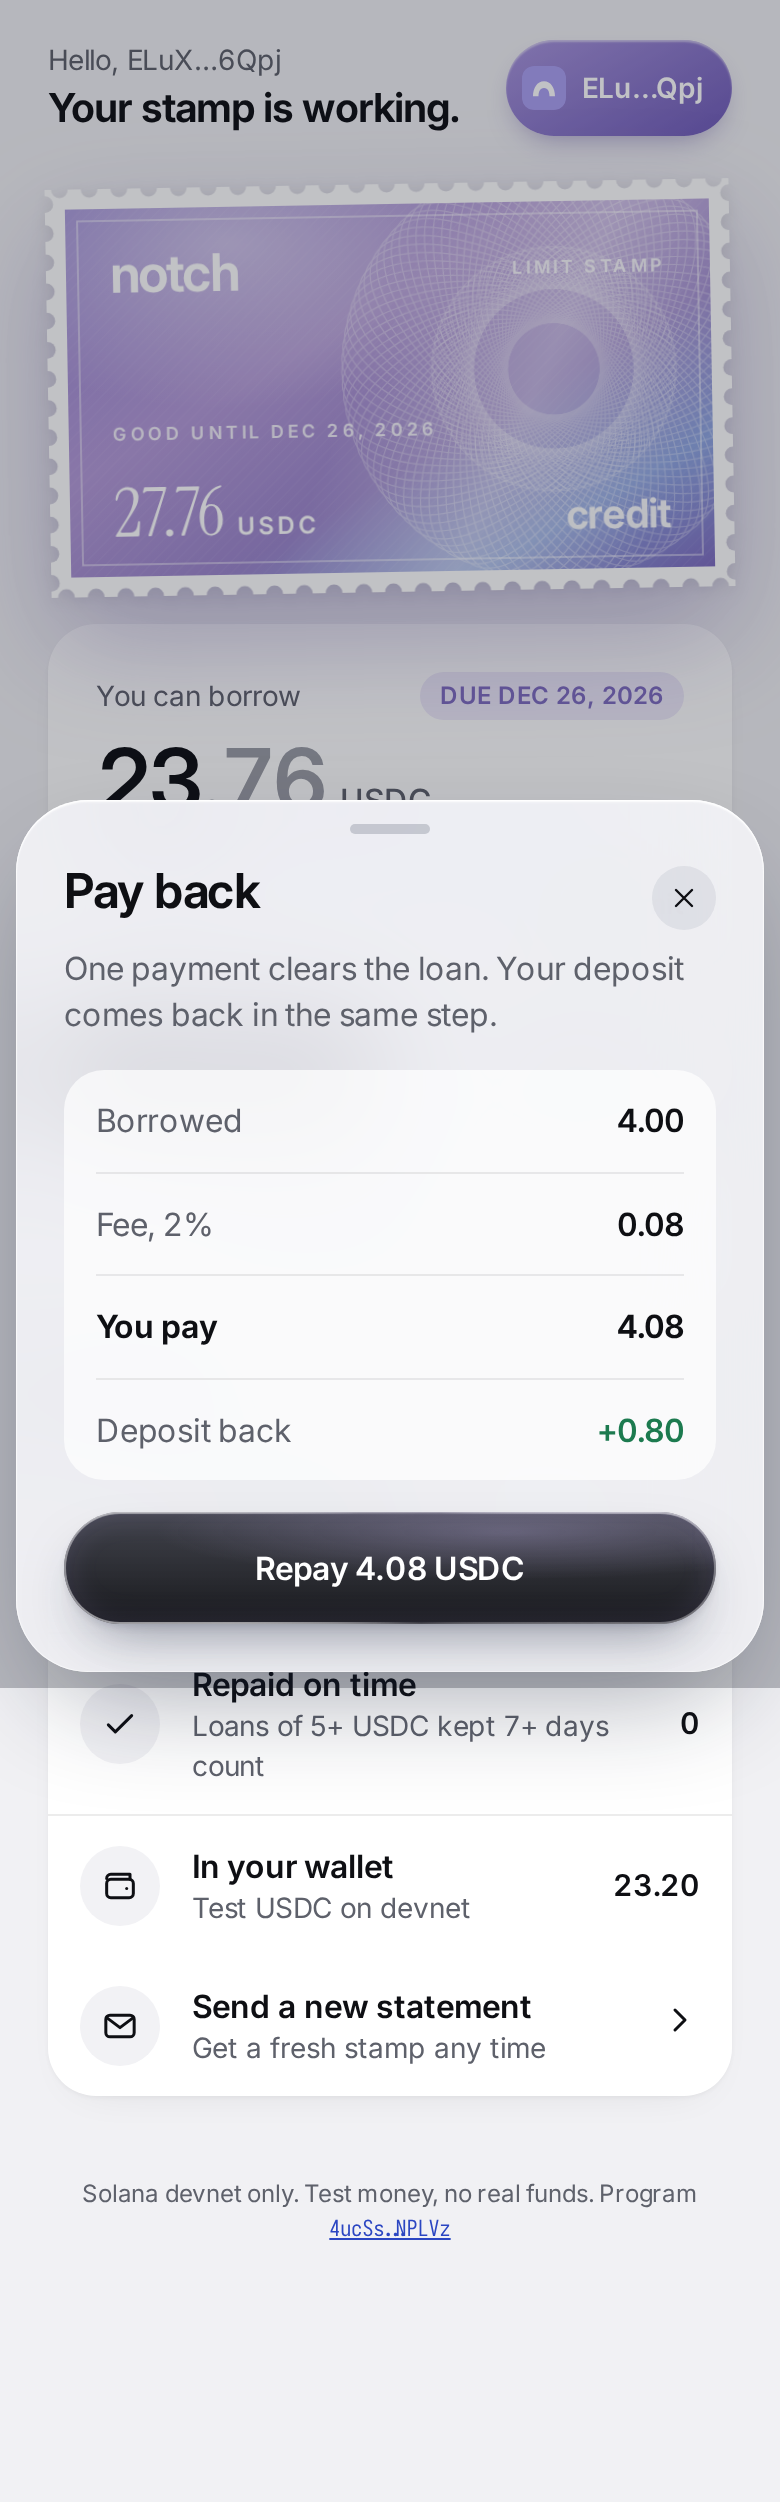 Hello, ELuX...6Qpj
Your stamp is working.
ELu...Qpj
notch
LIMIT STAMP
GOOD UNTIL DEC 26, 2026
27.76 USDC
credit
You can borrow
DUE DEC 26, 2026
23.76 USDC
Pay back
One payment clears the loan. Your deposit
comes back in the same step.
Borrowed 4.00
Fee, 2% 0.08
You pay 4.08
Deposit back +0.80
Repay 4.08 USDC
Repaid on time
Loans of 5+ USDC kept 7+ days
count
0
In your wallet
Test USDC on devnet
23.20
Send a new statement
Get a fresh stamp any time
Solana devnet only. Test money, no real funds. Program
4ucSs...NPLVz